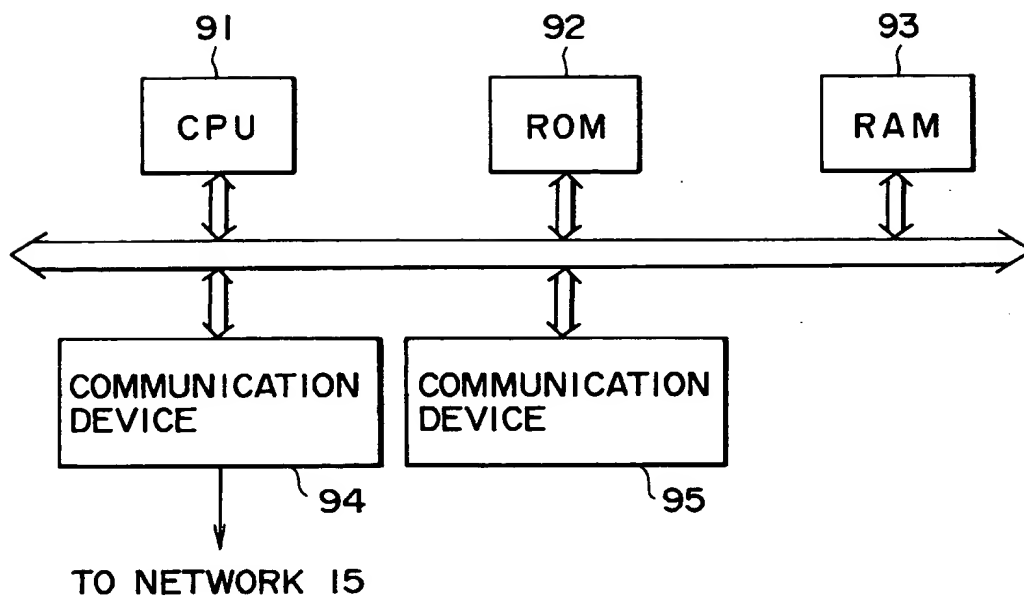 91
92
93
CPU
ROM
RAM
COMMUNICATION
DEVICE
COMMUNICATION
DEVICE
94
95
TO NETWORK 15